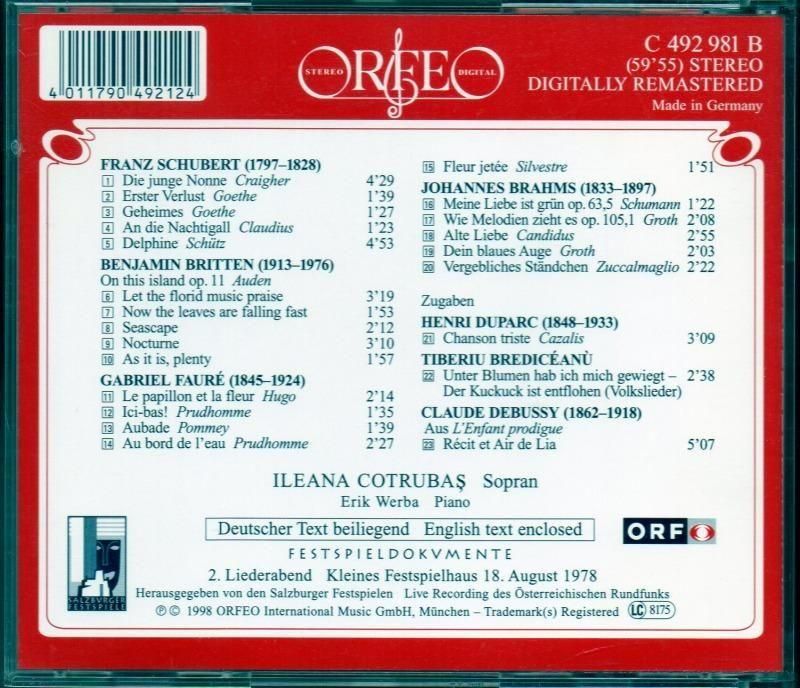 4 011790 492124
STEREO ORFEO DIGITAL
C 492 981 B
(59'55) STEREO
DIGITALLY REMASTERED
Made in Germany
FRANZ SCHUBERT (1797–1828)
1 Die junge Nonne Craigher 4'29
2 Erster Verlust Goethe 1'39
3 Geheimes Goethe 1'27
4 An die Nachtigall Claudius 1'23
5 Delphine Schütz 4'53
BENJAMIN BRITTEN (1913–1976)
On this island op. 11 Auden
6 Let the florid music praise 3'19
7 Now the leaves are falling fast 1'53
8 Seascape 2'12
9 Nocturne 3'10
10 As it is, plenty 1'57
GABRIEL FAURÉ (1845–1924)
11 Le papillon et la fleur Hugo 2'14
12 Ici-bas! Prudhomme 1'35
13 Aubade Pommey 1'39
14 Au bord de l'eau Prudhomme 2'27
15 Fleur jetée Silvestre 1'51
JOHANNES BRAHMS (1833–1897)
16 Meine Liebe ist grün op. 63,5 Schumann 1'22
17 Wie Melodien zieht es op. 105,1 Groth 2'08
18 Alte Liebe Candidus 2'55
19 Dein blaues Auge Groth 2'03
20 Vergebliches Ständchen Zuccalmaglio 2'22
Zugaben
HENRI DUPARC (1848–1933)
21 Chanson triste Cazalis 3'09
TIBERIU BREDICÉANÙ
22 Unter Blumen hab ich mich gewiegt – 2'38
Der Kuckuck ist entflohen (Volkslieder)
CLAUDE DEBUSSY (1862–1918)
Aus L'Enfant prodigue
23 Récit et Air de Lia 5'07
ILEANA COTRUBAŞ Sopran
Erik Werba Piano
Deutscher Text beiliegend English text enclosed
FESTSPIELDOKVMENTE
2. Liederabend Kleines Festspielhaus 18. August 1978
Herausgegeben von den Salzburger Festspielen Live Recording des Österreichischen Rundfunks
℗ © 1998 ORFEO International Music GmbH, München – Trademark(s) Registered LC 8175
SALZBURGER
FESTSPIELE
ORF